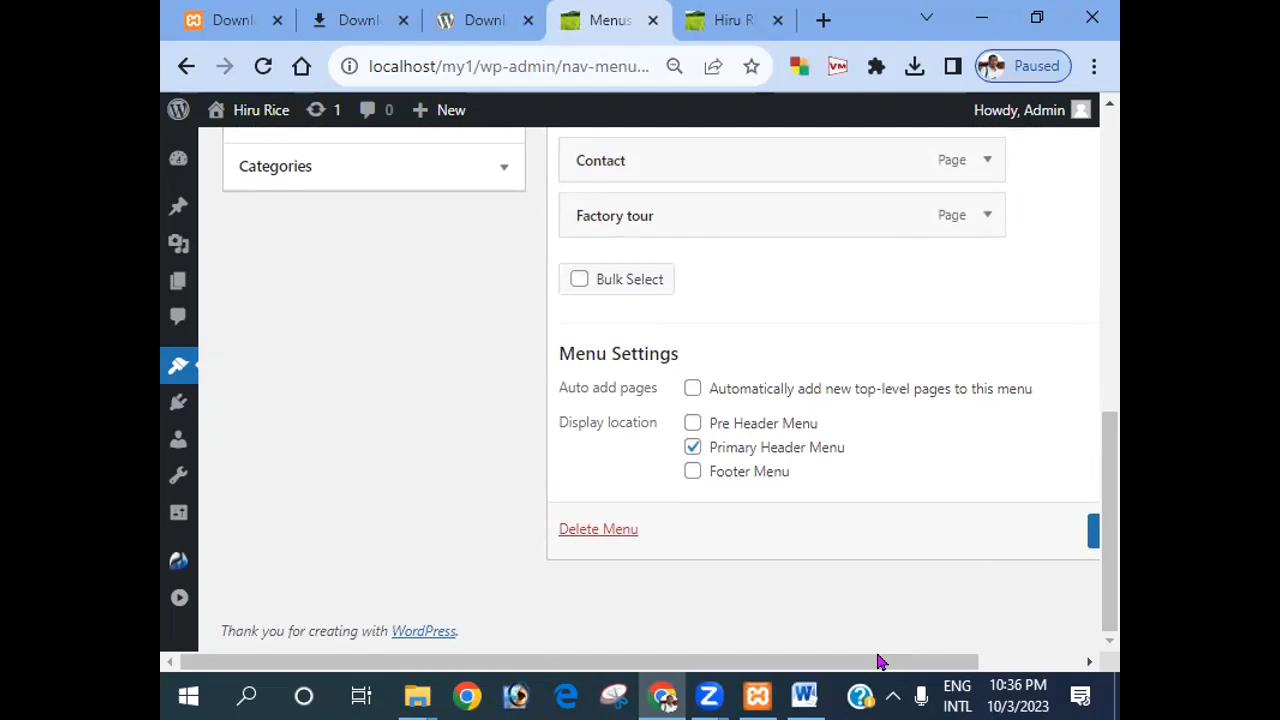 Downl
Downl
Downl
Menus
Hiru R
localhost/my1/wp-admin/nav-menu...
VM
Paused
Hiru Rice
1
0
New
Howdy, Admin
Categories
Contact
Page
Factory tour
Page
Bulk Select
Menu Settings
Auto add pages
Automatically add new top-level pages to this menu
Display location
Pre Header Menu
Primary Header Menu
Footer Menu
Delete Menu
Thank you for creating with WordPress.
ENG
INTL
10:36 PM
10/3/2023